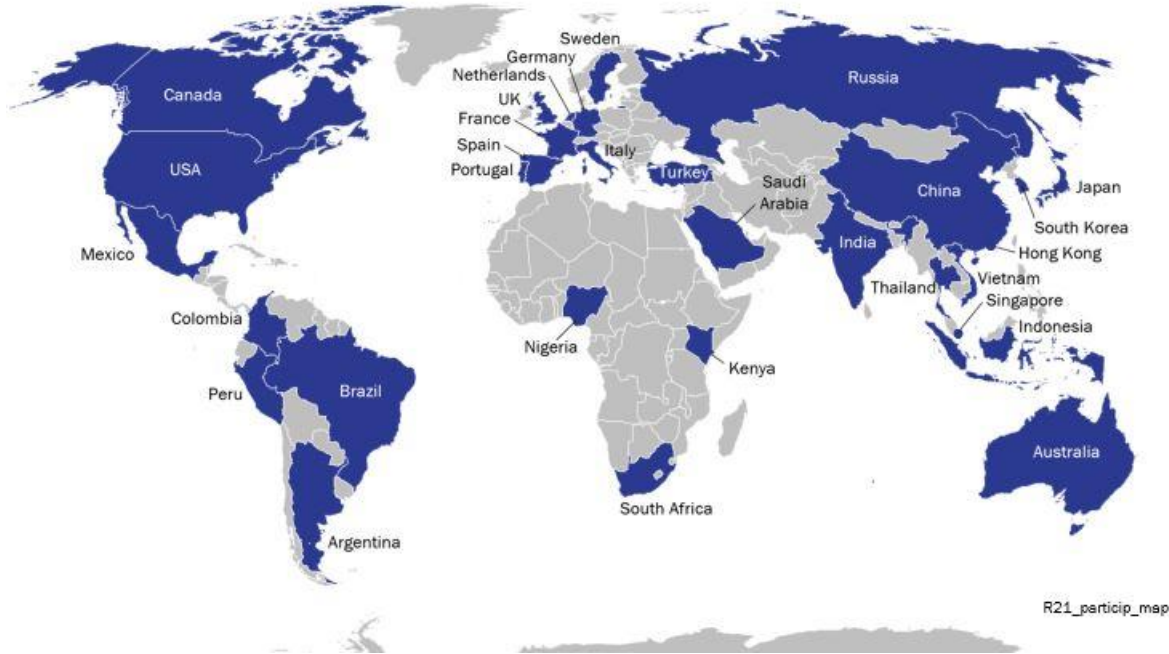 Sweden
Germany
Netherlands
UK
France
Spain
Portugal
Italy
Turkey
Saudi
Arabia
Russia
China
Japan
South Korea
Hong Kong
India
Vietnam
Thailand
Singapore
Indonesia
Canada
USA
Mexico
Colombia
Peru
Brazil
Argentina
Nigeria
Kenya
South Africa
Australia
R21_particip_map